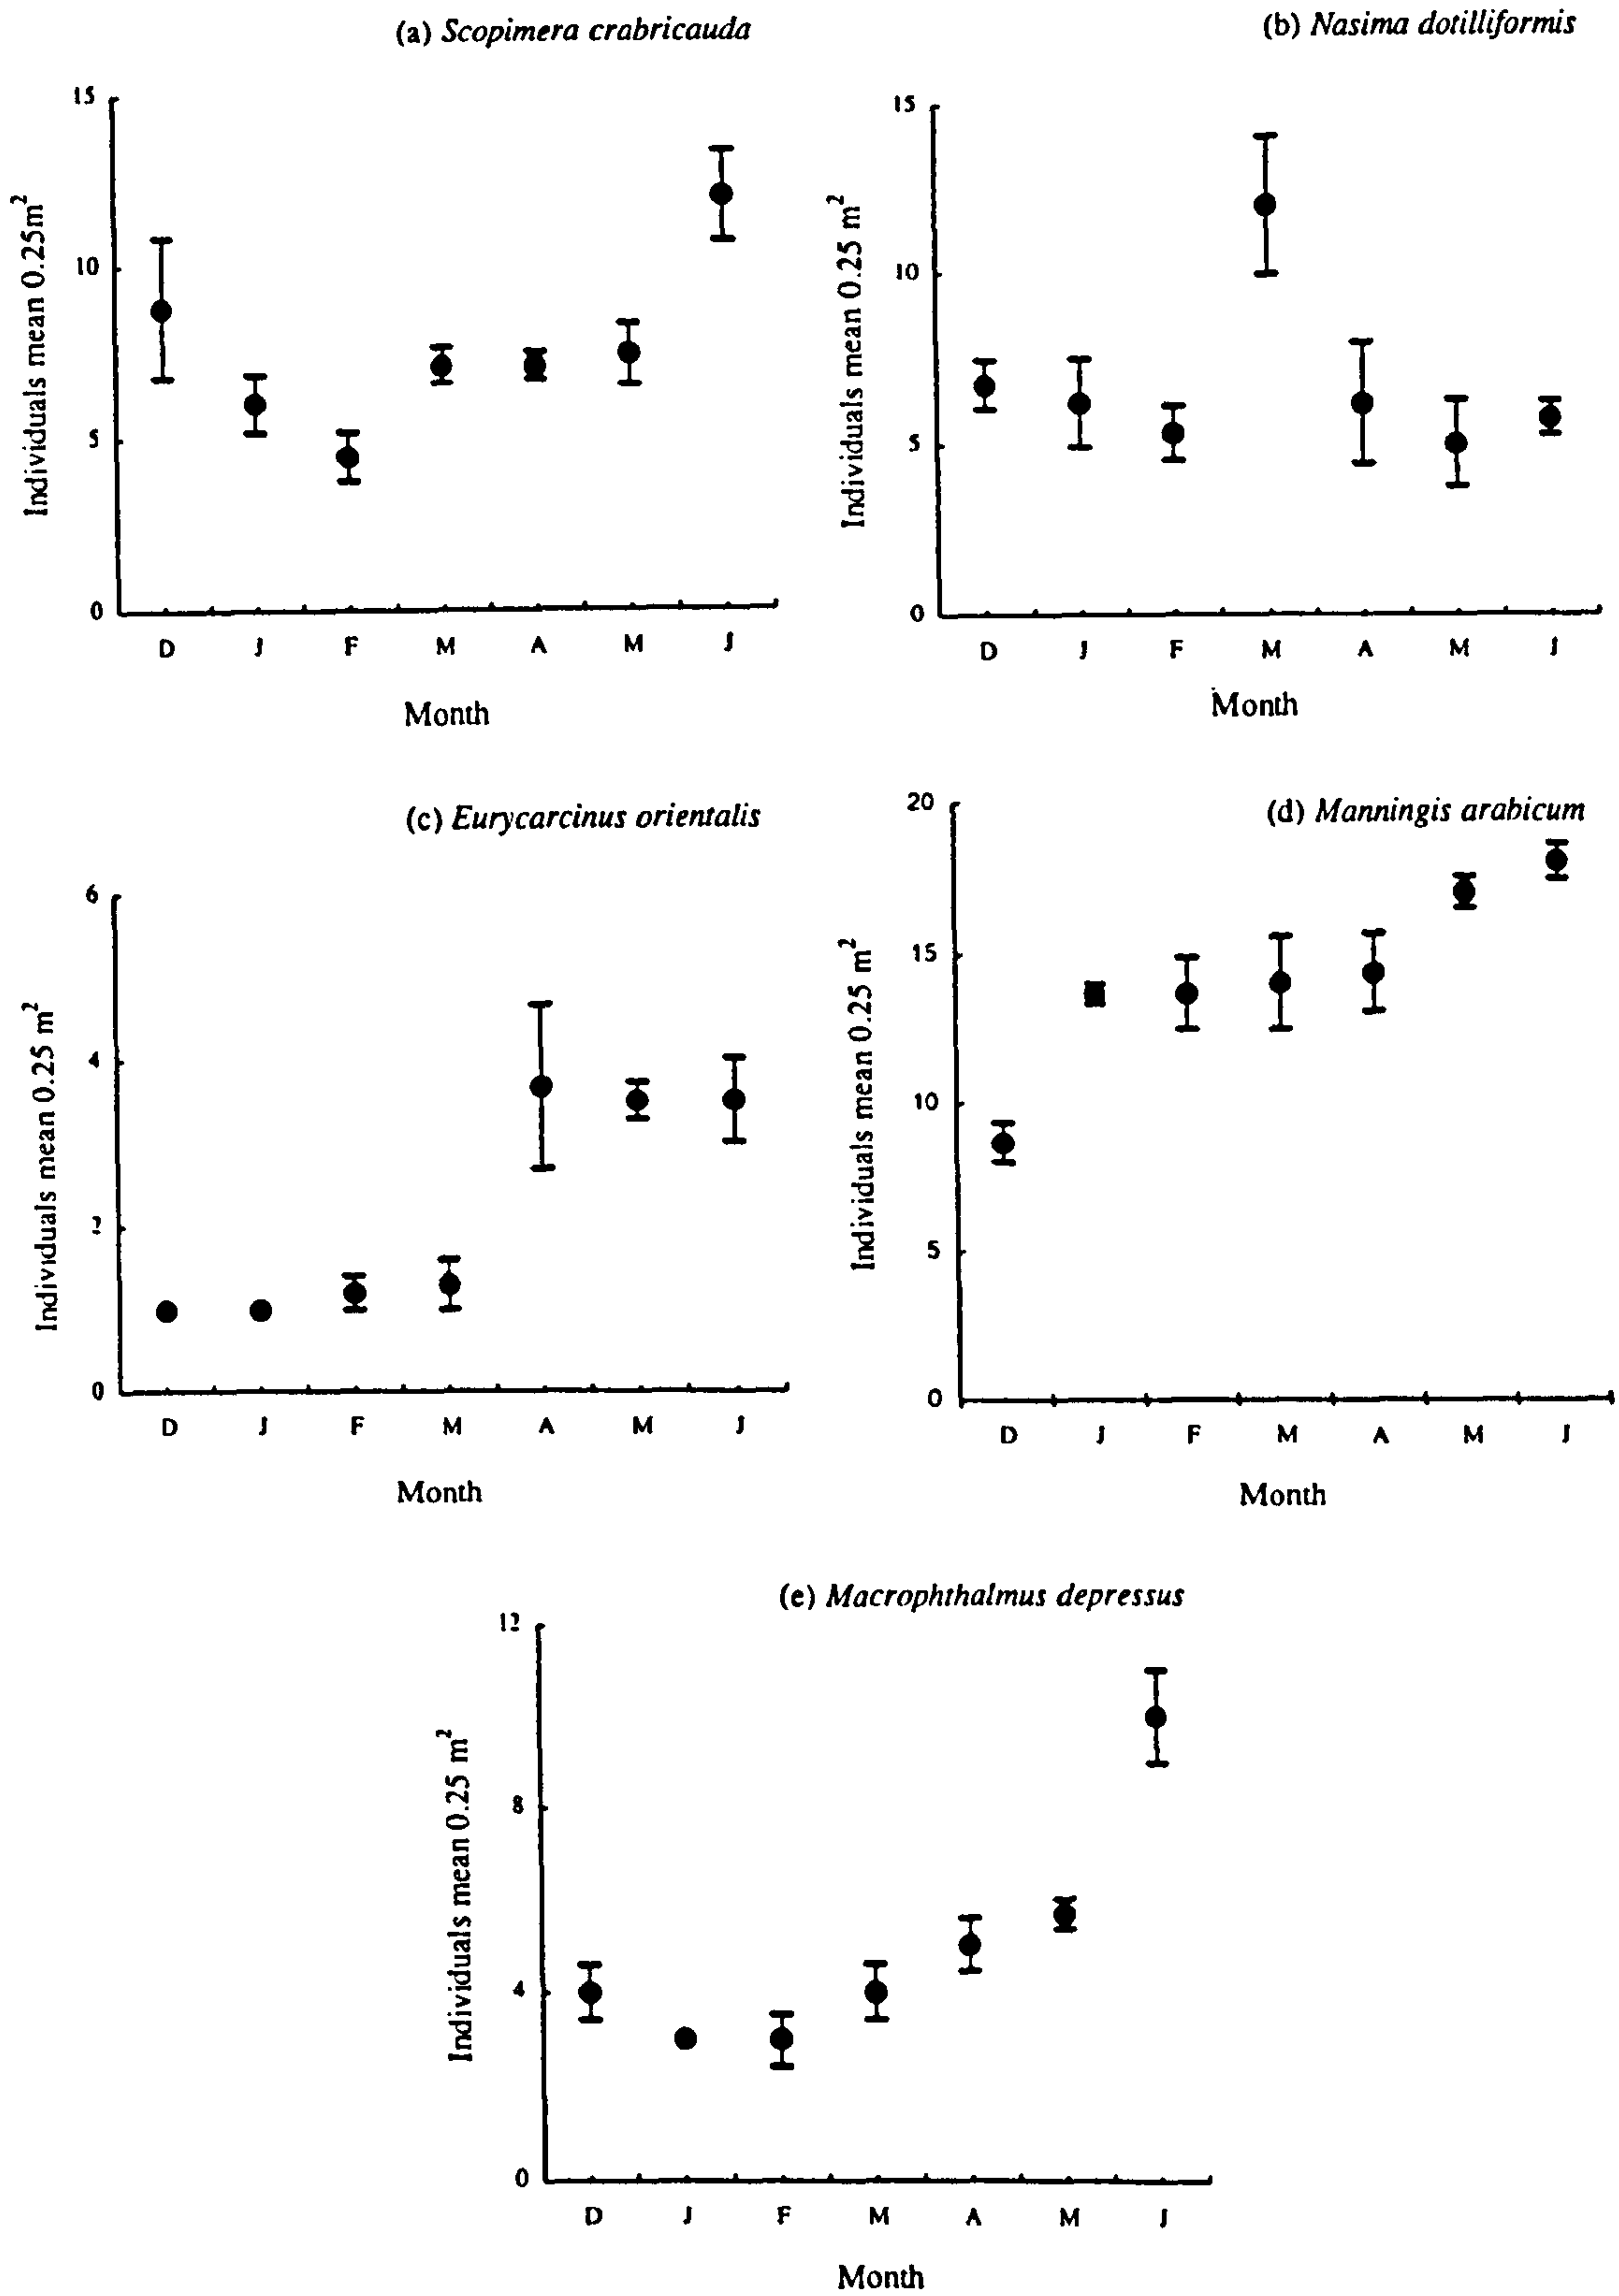 (a) Scopimera crabricauda
15
10
5
0
Individuals mean 0.25m²
D J F M A M J
Month
(b) Nasima dotilliformis
15
10
5
0
Individuals mean 0.25 m²
D J F M A M J
Month
(c) Eurycarcinus orientalis
6
4
2
0
Individuals mean 0.25 m²
D J F M A M J
Month
(d) Manningis arabicum
20
15
10
5
0
Individuals mean 0.25 m²
D J F M A M J
Month
(e) Macrophthalmus depressus
12
8
4
0
Individuals mean 0.25 m²
D J F M A M J
Month